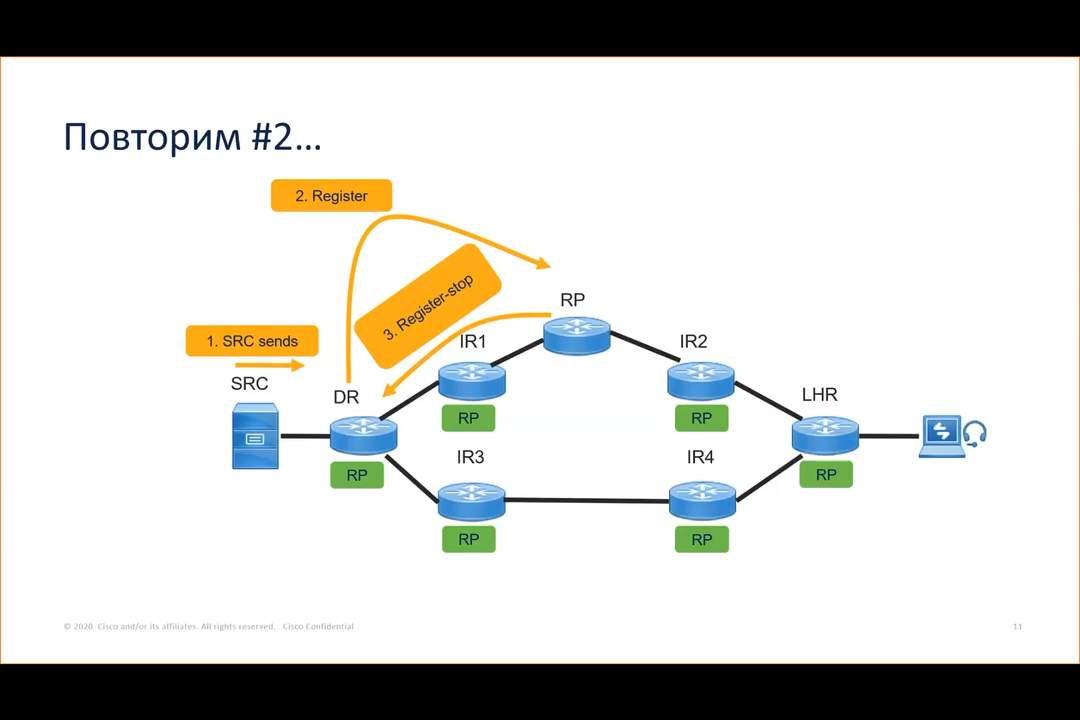 Повторим #2…
2. Register
3. Register-stop
RP
1. SRC sends
IR1
IR2
SRC
DR
LHR
RP
RP
IR3
IR4
RP
RP
RP
RP
© 2020 Cisco and/or its affiliates. All rights reserved. Cisco Confidential
11